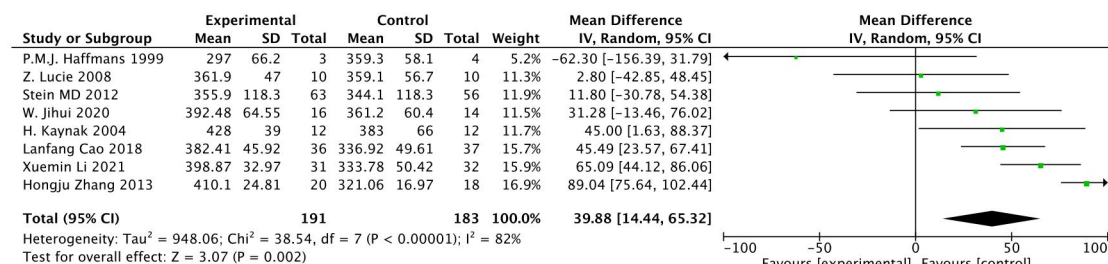 Experimental Control Mean Difference Mean Difference
Study or Subgroup Mean SD Total Mean SD Total Weight IV, Random, 95% CI IV, Random, 95% CI
P.M.J. Haffmans 1999 297 66.2 3 359.3 58.1 4 5.2% -62.30 [-156.39, 31.79]
Z. Lucie 2008 361.9 47 10 359.1 56.7 10 11.3% 2.80 [-42.85, 48.45]
Stein MD 2012 355.9 118.3 63 344.1 118.3 56 11.9% 11.80 [-30.78, 54.38]
W. Jihui 2020 392.48 64.55 16 361.2 60.4 14 11.5% 31.28 [-13.46, 76.02]
H. Kaynak 2004 428 39 12 383 66 12 11.7% 45.00 [1.63, 88.37]
Lanfang Cao 2018 382.41 45.92 36 336.92 49.61 37 15.5% 45.49 [23.57, 67.41]
Xuemin Li 2021 398.87 32.97 31 333.78 50.42 32 15.9% 65.09 [44.12, 86.06]
Hongju Zhang 2013 410.1 24.81 20 321.06 16.97 18 16.9% 89.04 [75.64, 102.44]
Total (95% CI) 191 183 100.0% 39.88 [14.44, 65.32]
Heterogeneity: Tau² = 948.06; Chi² = 38.54, df = 7 (P < 0.00001); I² = 82%
Test for overall effect: Z = 3.07 (P = 0.002)
-100 -50 0 50 100
Favours [experimental] Favours [control]